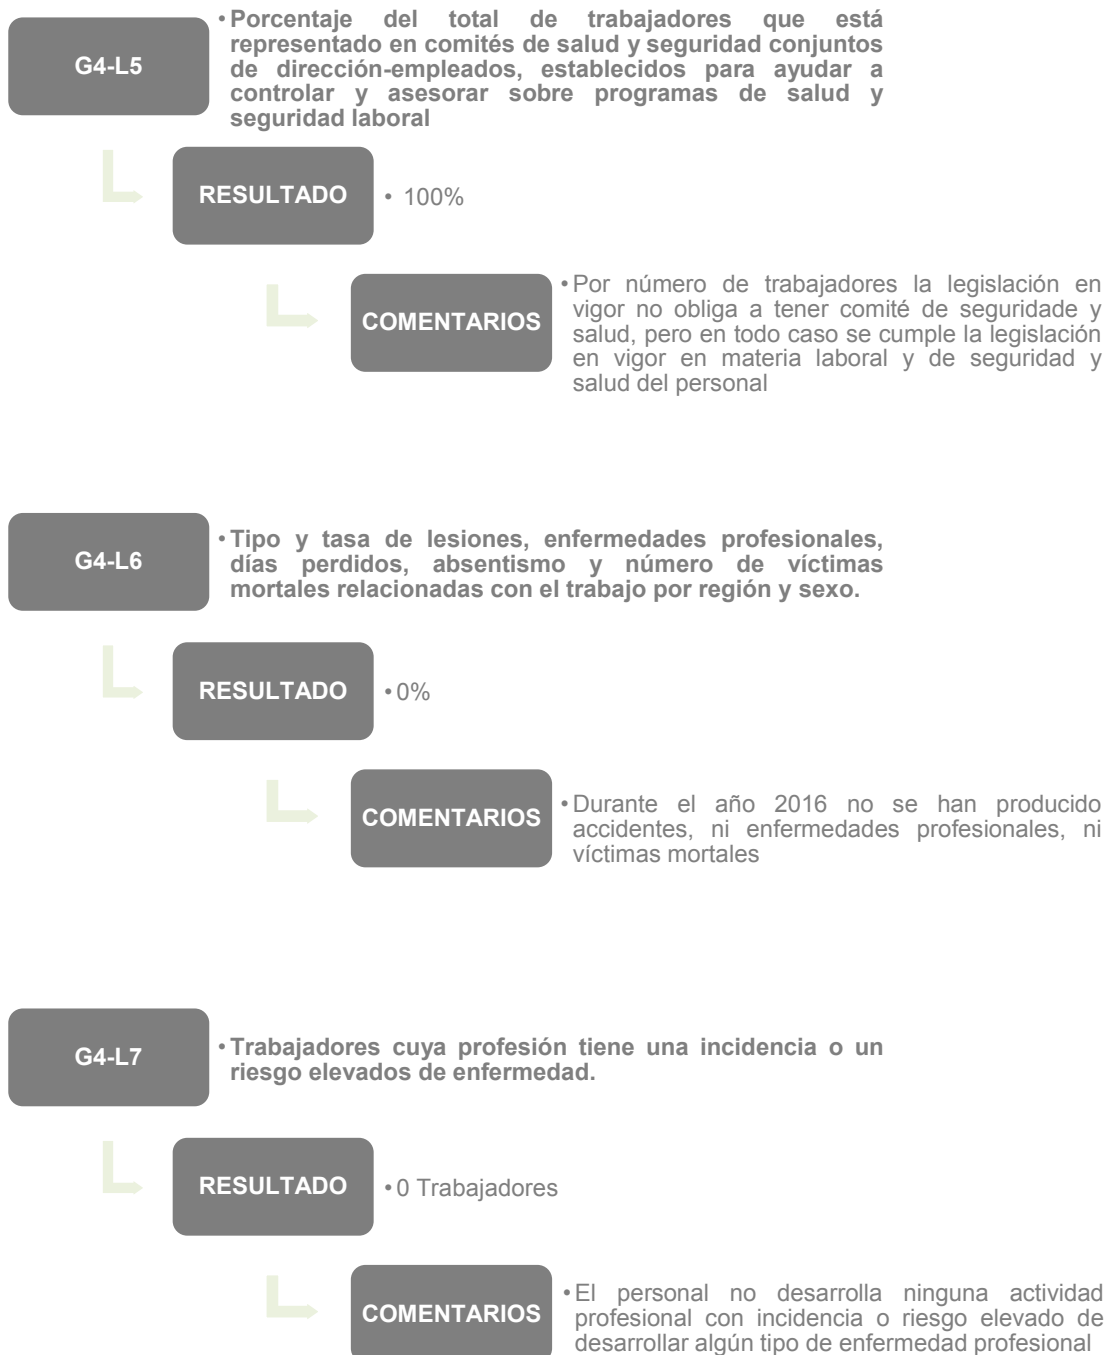 G4-L5
• Porcentaje del total de trabajadores que está
representado en comités de salud y seguridad conjuntos
de dirección-empleados, establecidos para ayudar a
controlar y asesorar sobre programas de salud y
seguridad laboral
RESULTADO
• 100%
COMENTARIOS
• Por número de trabajadores la legislación en
vigor no obliga a tener comité de seguridade y
salud, pero en todo caso se cumple la legislación
en vigor en materia laboral y de seguridad y
salud del personal
G4-L6
• Tipo y tasa de lesiones, enfermedades profesionales,
días perdidos, absentismo y número de víctimas
mortales relacionadas con el trabajo por región y sexo.
RESULTADO
• 0%
COMENTARIOS
• Durante el año 2016 no se han producido
accidentes, ni enfermedades profesionales, ni
víctimas mortales
G4-L7
• Trabajadores cuya profesión tiene una incidencia o un
riesgo elevados de enfermedad.
RESULTADO
• 0 Trabajadores
COMENTARIOS
• El personal no desarrolla ninguna actividad
profesional con incidencia o riesgo elevado de
desarrollar algún tipo de enfermedad profesional